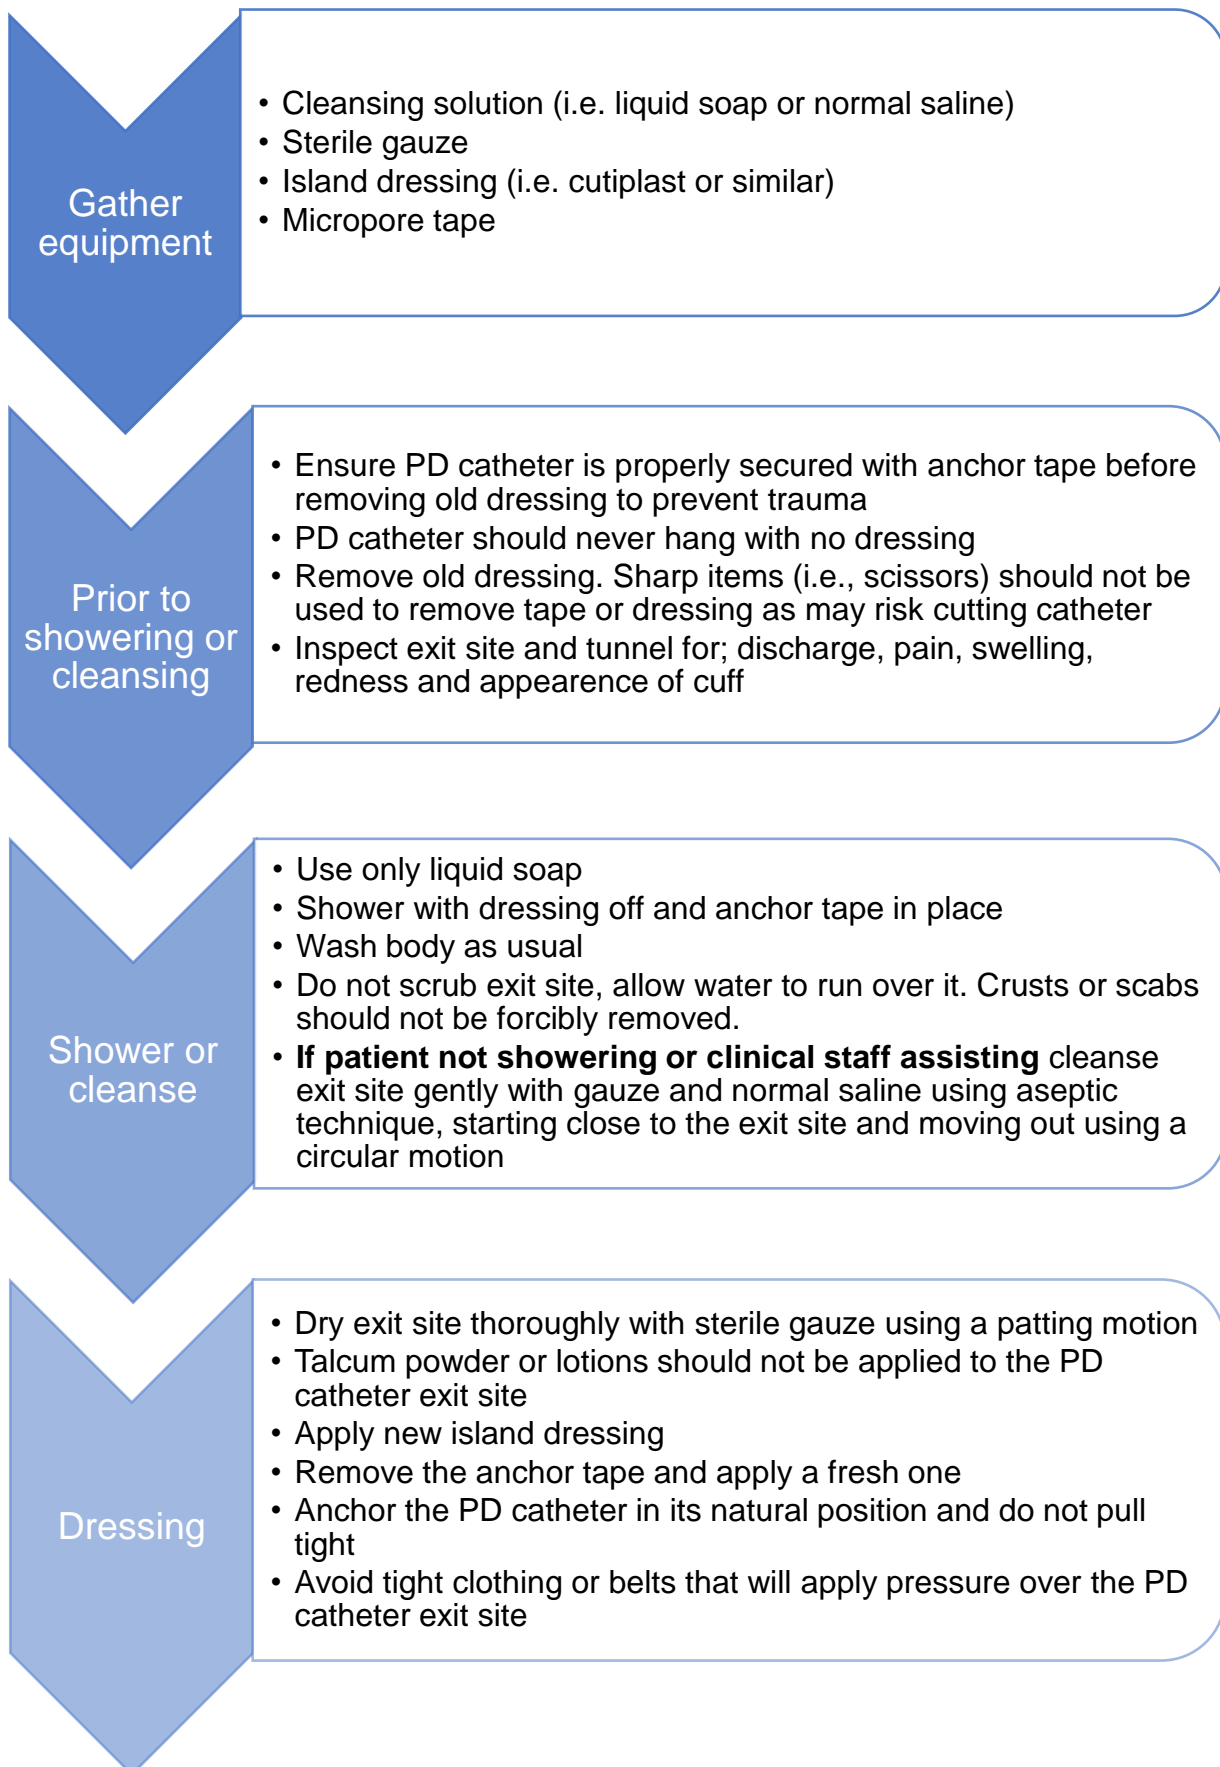 Gather
equipment
• Cleansing solution (i.e. liquid soap or normal saline)
• Sterile gauze
• Island dressing (i.e. cutiplast or similar)
• Micropore tape
Prior to
showering or
cleansing
• Ensure PD catheter is properly secured with anchor tape before
removing old dressing to prevent trauma
• PD catheter should never hang with no dressing
• Remove old dressing. Sharp items (i.e., scissors) should not be
used to remove tape or dressing as may risk cutting catheter
• Inspect exit site and tunnel for; discharge, pain, swelling,
redness and appearence of cuff
Shower or
cleanse
• Use only liquid soap
• Shower with dressing off and anchor tape in place
• Wash body as usual
• Do not scrub exit site, allow water to run over it. Crusts or scabs
should not be forcibly removed.
• If patient not showering or clinical staff assisting cleanse
exit site gently with gauze and normal saline using aseptic
technique, starting close to the exit site and moving out using a
circular motion
Dressing
• Dry exit site thoroughly with sterile gauze using a patting motion
• Talcum powder or lotions should not be applied to the PD
catheter exit site
• Apply new island dressing
• Remove the anchor tape and apply a fresh one
• Anchor the PD catheter in its natural position and do not pull
tight
• Avoid tight clothing or belts that will apply pressure over the PD
catheter exit site